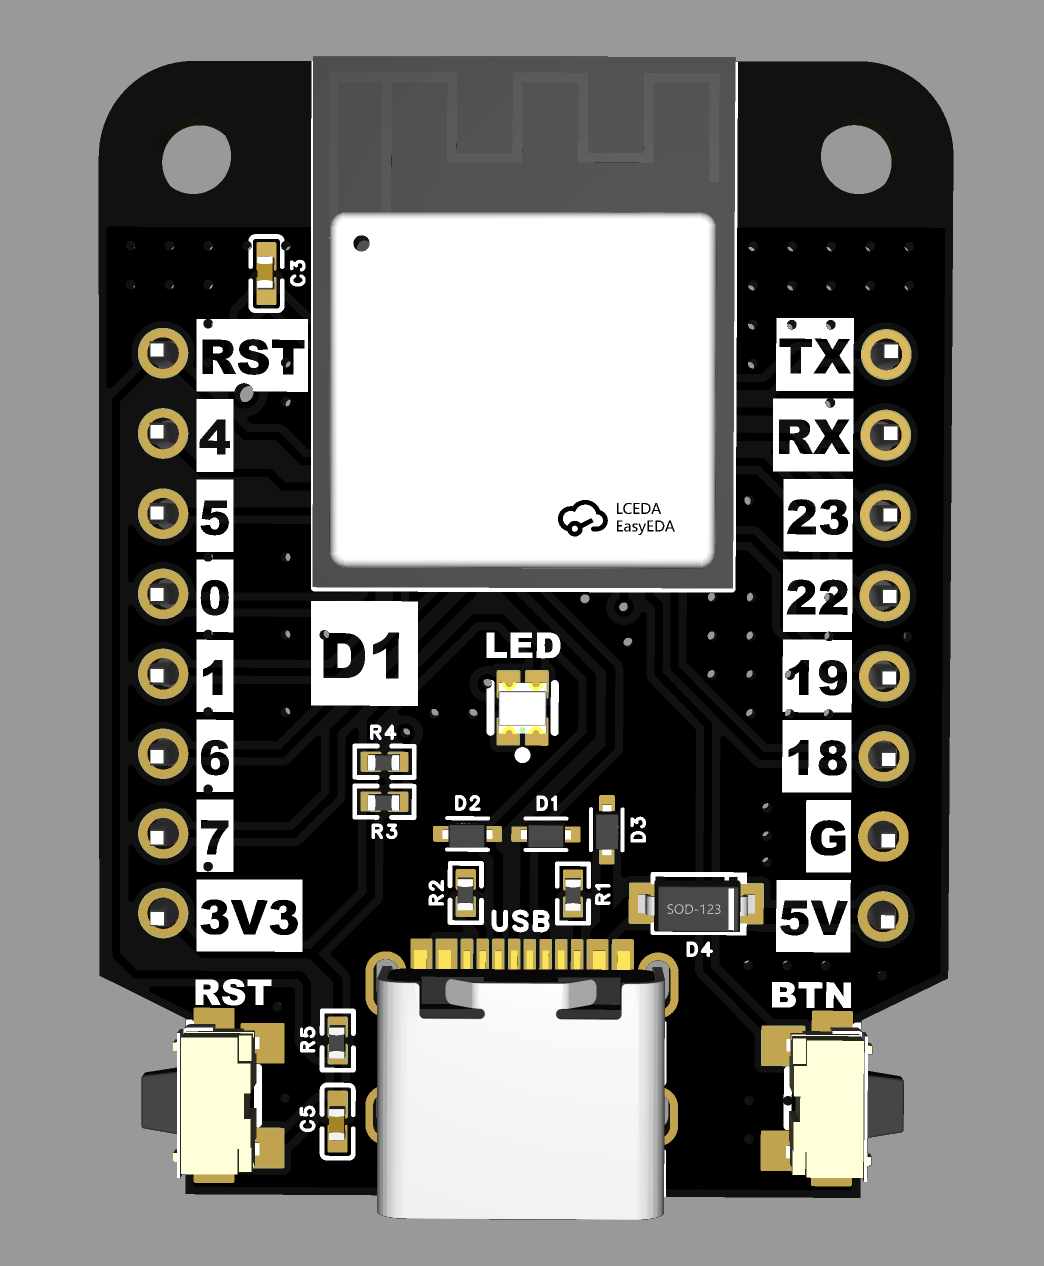 C3
RST
TX
4
RX
5
23
LCEDA
EasyEDA
0
22
D1
LED
1
19
R4
6
18
R3
D2
D1
D3
7
G
R2
R1
SOD-123
3V3
USB
5V
D4
RST
BTN
R5
C5